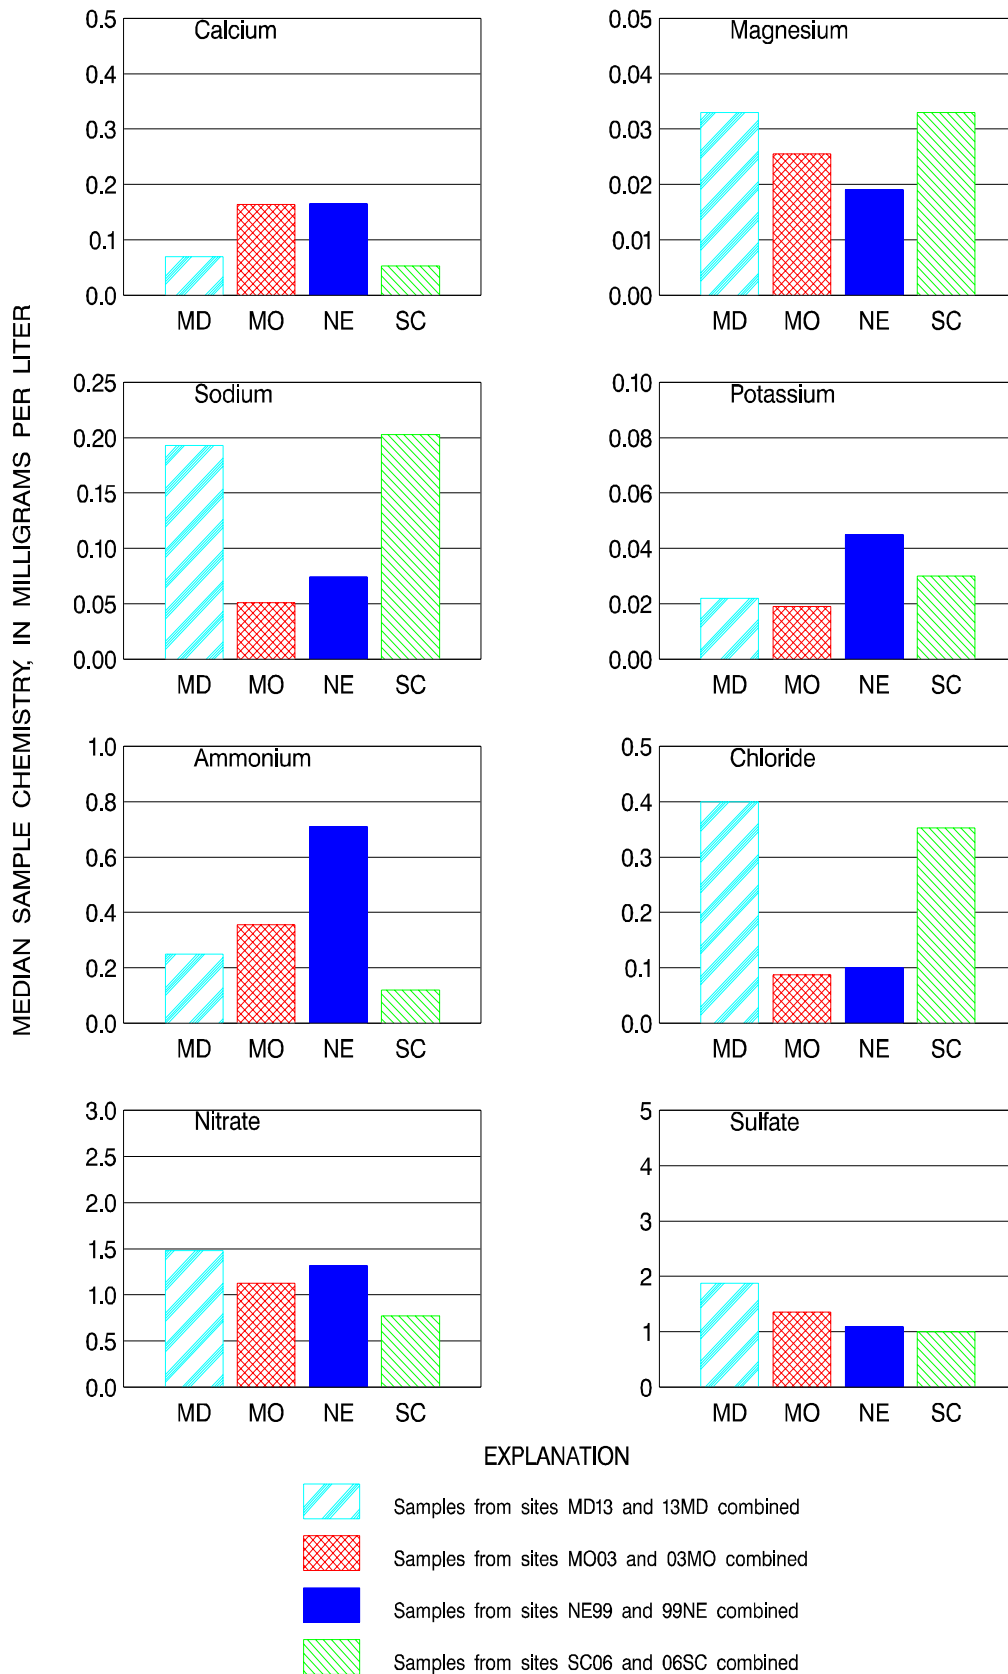 MEDIAN SAMPLE CHEMISTRY, IN MILLIGRAMS PER LITER
Calcium
0.5
0.4
0.3
0.2
0.1
0.0
MD MO NE SC
Magnesium
0.05
0.04
0.03
0.02
0.01
0.00
MD MO NE SC
Sodium
0.25
0.20
0.15
0.10
0.05
0.00
MD MO NE SC
Potassium
0.10
0.08
0.06
0.04
0.02
0.00
MD MO NE SC
Ammonium
1.0
0.8
0.6
0.4
0.2
0.0
MD MO NE SC
Chloride
0.5
0.4
0.3
0.2
0.1
0.0
MD MO NE SC
Nitrate
3.0
2.5
2.0
1.5
1.0
0.5
0.0
MD MO NE SC
Sulfate
5
4
3
2
1
0
MD MO NE SC
EXPLANATION
Samples from sites MD13 and 13MD combined
Samples from sites MO03 and 03MO combined
Samples from sites NE99 and 99NE combined
Samples from sites SC06 and 06SC combined